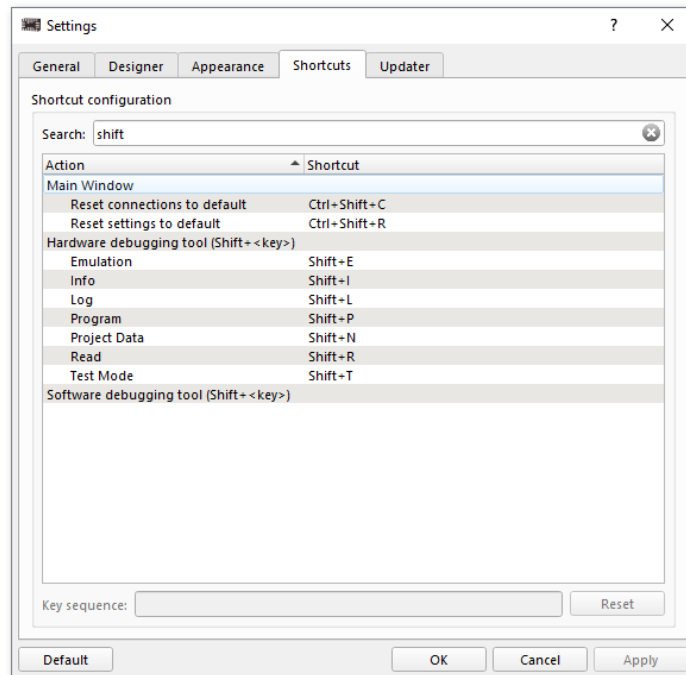 Settings ?
General Designer Appearance Shortcuts Updater
Shortcut configuration
Search: shift
Action Shortcut
Main Window
Reset connections to default Ctrl+Shift+C
Reset settings to default Ctrl+Shift+R
Hardware debugging tool (Shift+<key>)
Emulation Shift+E
Info Shift+I
Log Shift+L
Program Shift+P
Project Data Shift+N
Read Shift+R
Test Mode Shift+T
Software debugging tool (Shift+<key>)
Key sequence: Reset
Default OK Cancel Apply